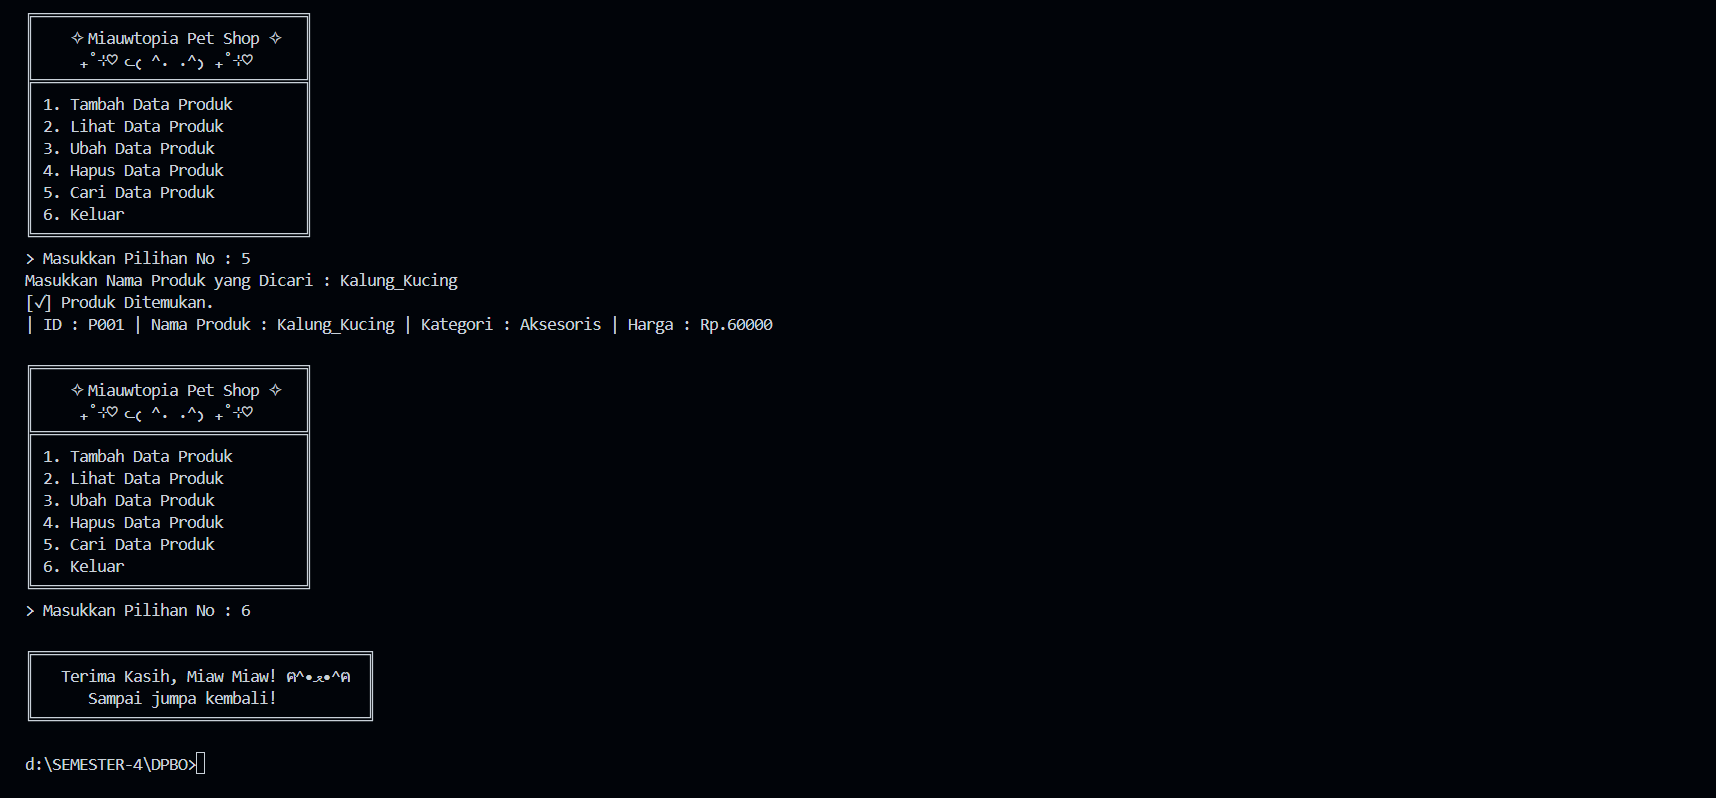 ✧ Miauwtopia Pet Shop ✧
₊˚⊹♡ ᓚ₍ ^. .^₎ ₊˚⊹♡
1. Tambah Data Produk
2. Lihat Data Produk
3. Ubah Data Produk
4. Hapus Data Produk
5. Cari Data Produk
6. Keluar
> Masukkan Pilihan No : 5
Masukkan Nama Produk yang Dicari : Kalung_Kucing
[✓] Produk Ditemukan.
| ID : P001 | Nama Produk : Kalung_Kucing | Kategori : Aksesoris | Harga : Rp.60000
✧ Miauwtopia Pet Shop ✧
₊˚⊹♡ ᓚ₍ ^. .^₎ ₊˚⊹♡
1. Tambah Data Produk
2. Lihat Data Produk
3. Ubah Data Produk
4. Hapus Data Produk
5. Cari Data Produk
6. Keluar
> Masukkan Pilihan No : 6
Terima Kasih, Miaw Miaw! ฅ^•ﻌ•^ฅ
Sampai jumpa kembali!
d:\SEMESTER-4\DPBO>